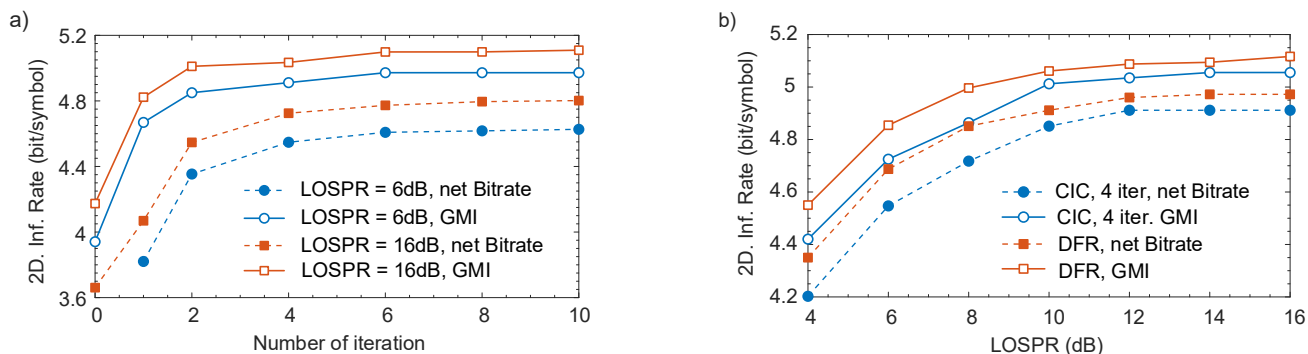 a)
2D. Inf. Rate (bit/symbol)
5.2
4.8
4.4
4
3.6
LOSPR = 6dB, net Bitrate
LOSPR = 6dB, GMI
LOSPR = 16dB, net Bitrate
LOSPR = 16dB, GMI
0 2 4 6 8 10
Number of iteration
b)
2D. Inf. Rate (bit/symbol)
5.2
5
4.8
4.6
4.4
4.2
CIC, 4 iter, net Bitrate
CIC, 4 iter. GMI
DFR, net Bitrate
DFR, GMI
4 6 8 10 12 14 16
LOSPR (dB)